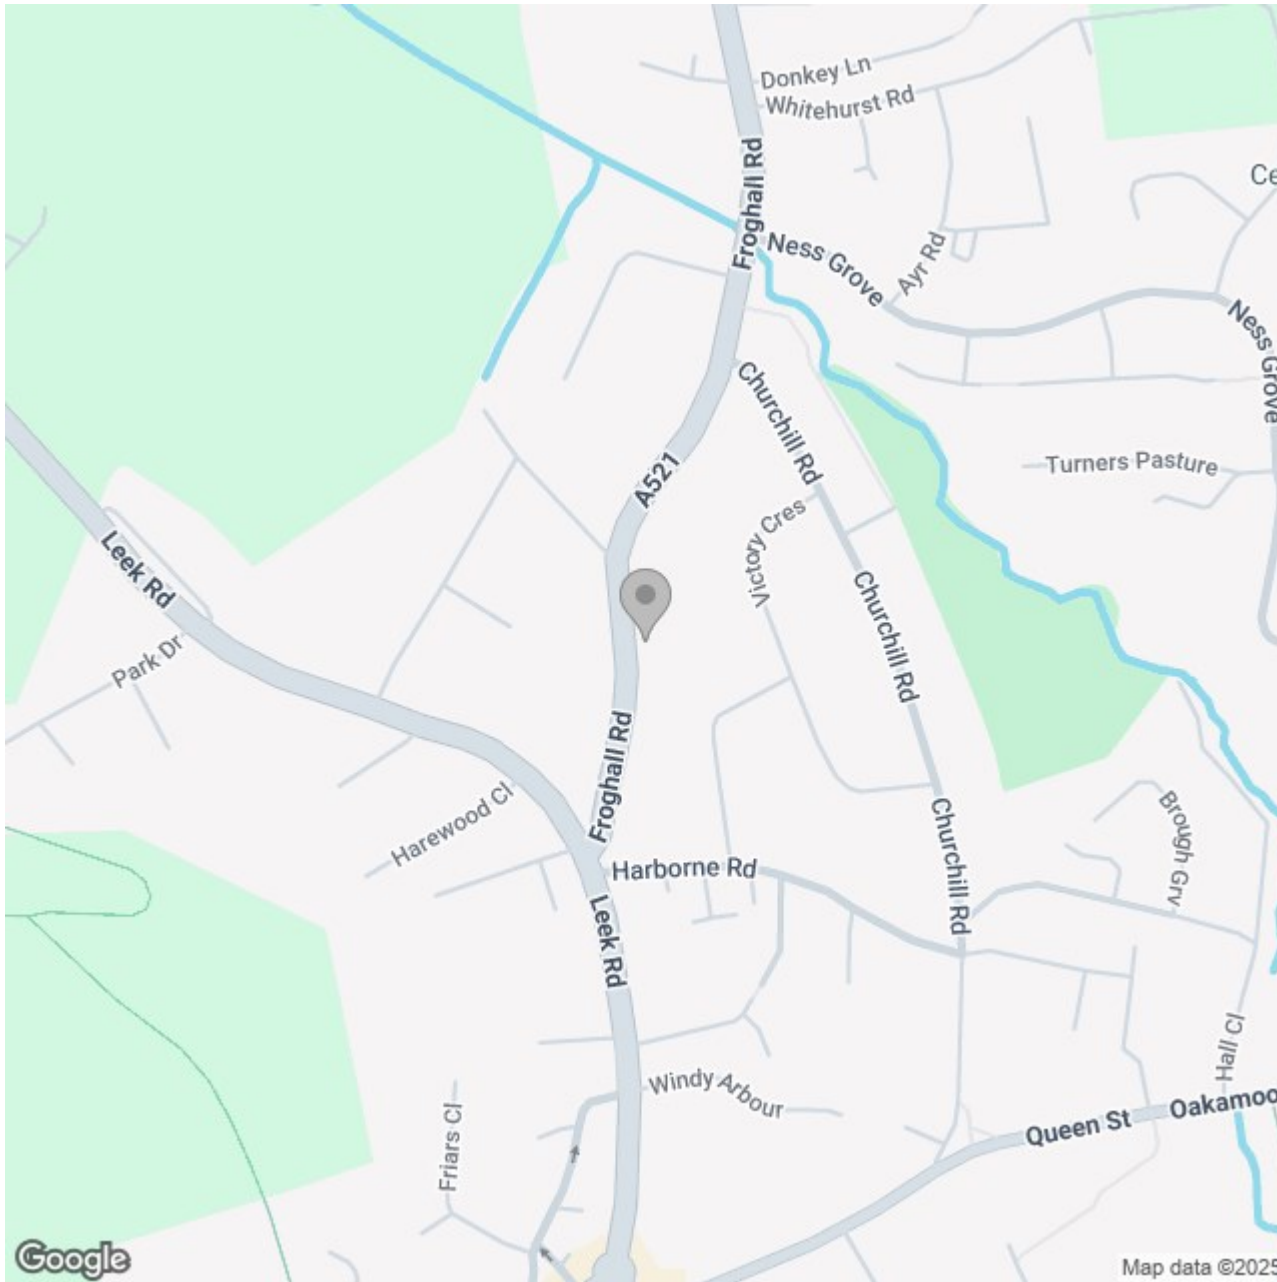 Donkey Ln
Whitehurst Rd
Froghall Rd
Ce
Ness Grove
Ayr Rd
Ness Grove
Churchill Rd
A521
Turners Pasture
Victory Cres
Leek Rd
Churchill Rd
Park Dr
Froghall Rd
Harewood Cl
Brough Grv
Churchill Rd
Harborne Rd
Leek Rd
Hall Cl
Windy Arbour
Friars Cl
Queen St
Oakamoo
Google
Map data ©2025